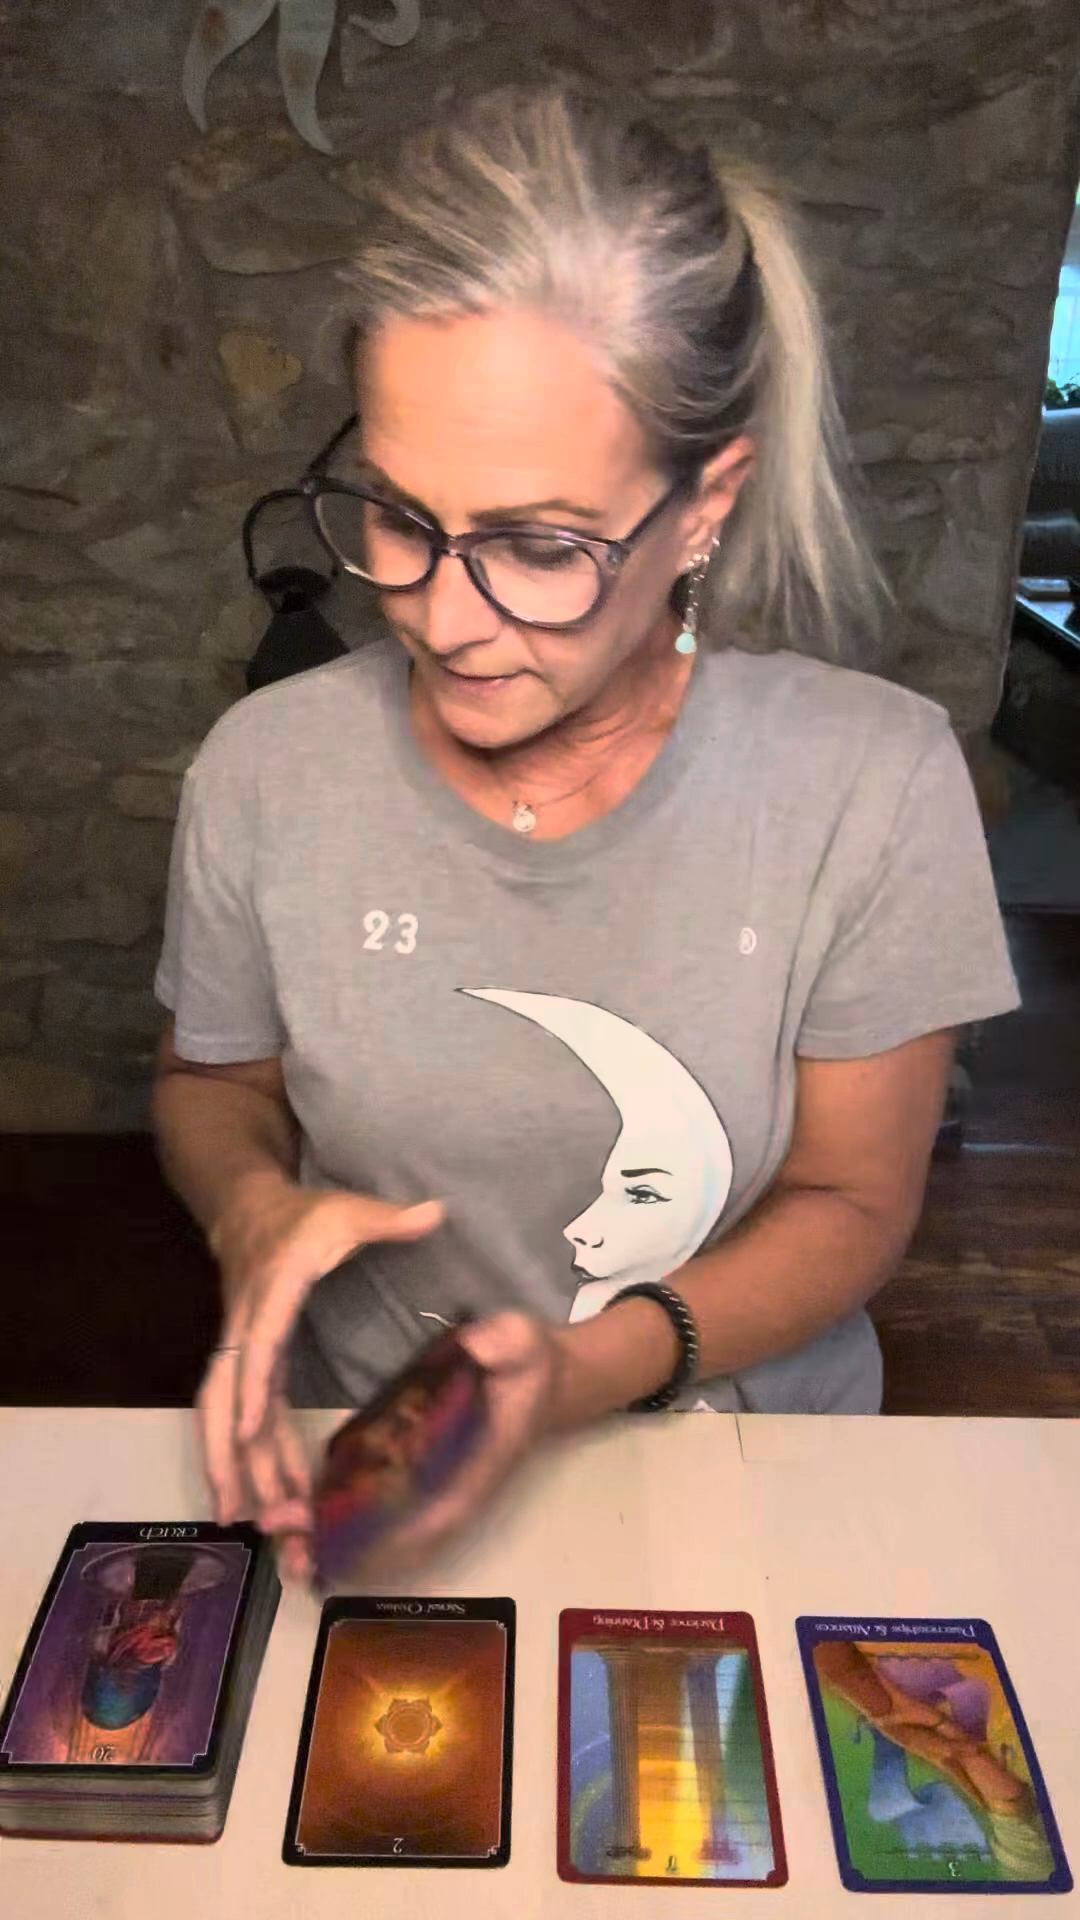 23
®
Truth
20
Sacral Chakra
2
Patience & Planning
Partnerships & Alliances
3